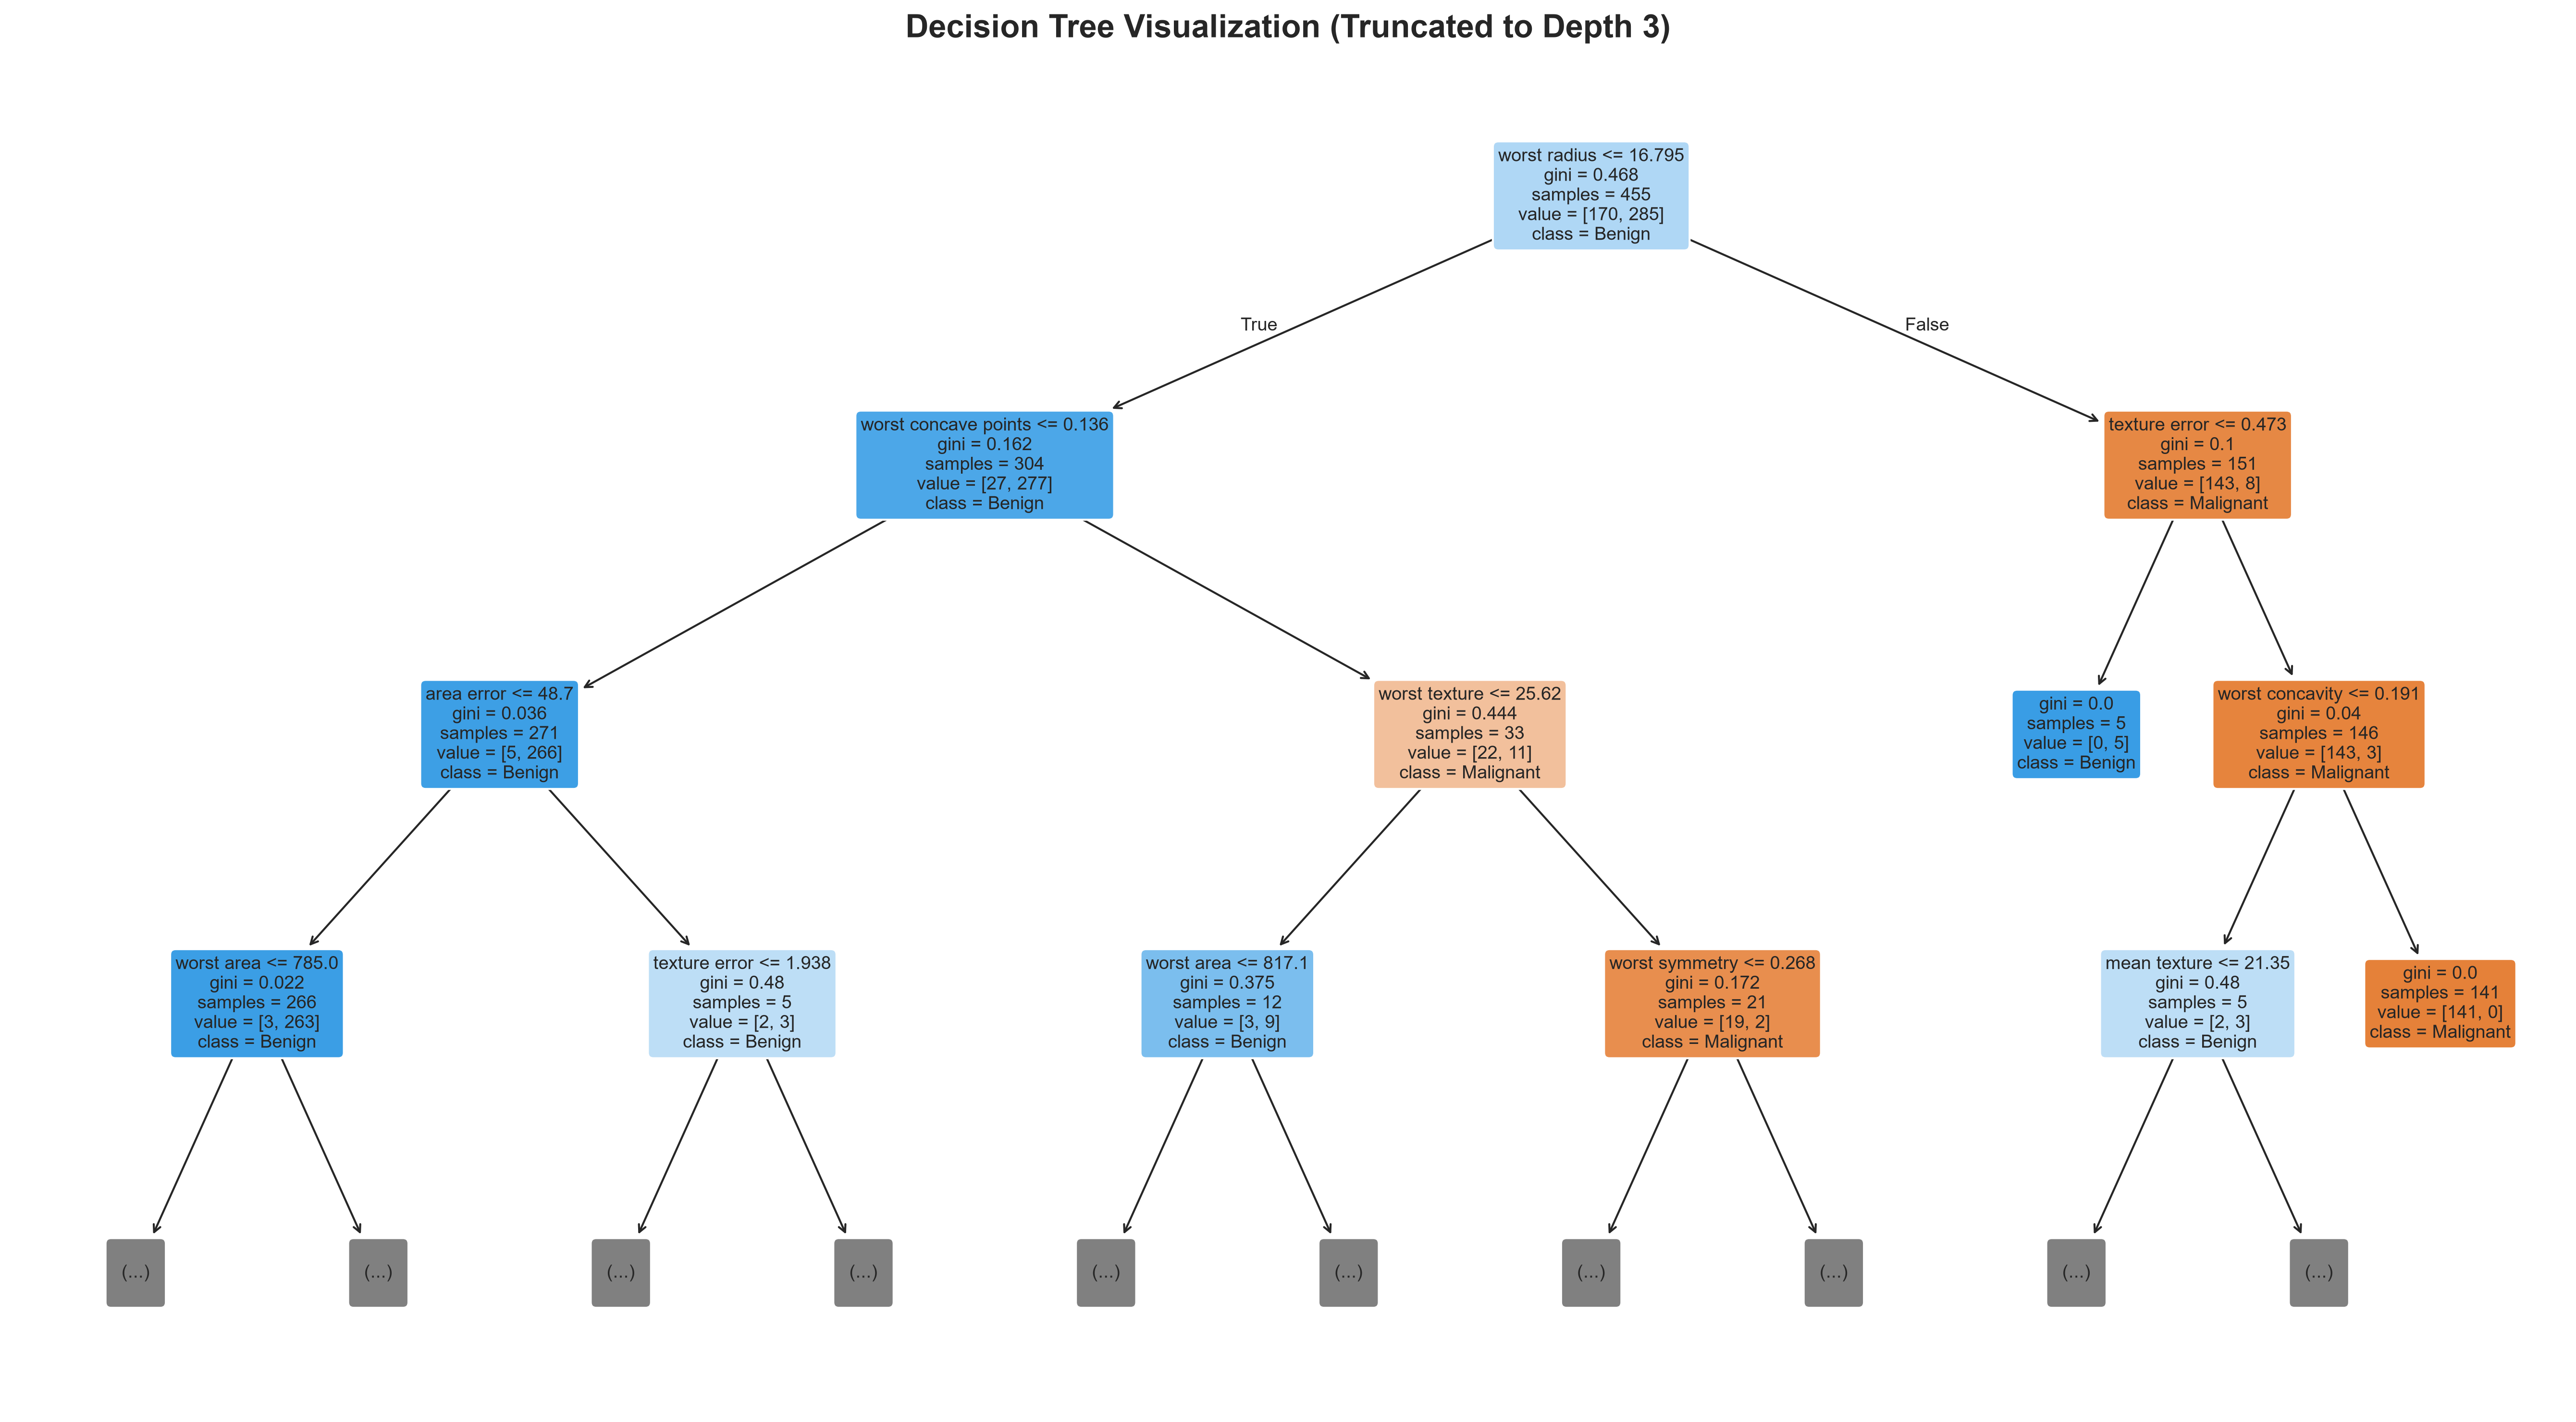 Decision Tree Visualization (Truncated to Depth 3)
worst radius <= 16.795
gini = 0.468
samples = 455
value = [170, 285]
class = Benign
True
False
worst concave points <= 0.136
gini = 0.162
samples = 304
value = [27, 277]
class = Benign
texture error <= 0.473
gini = 0.1
samples = 151
value = [143, 8]
class = Malignant
area error <= 48.7
gini = 0.036
samples = 271
value = [5, 266]
class = Benign
worst texture <= 25.62
gini = 0.444
samples = 33
value = [22, 11]
class = Malignant
gini = 0.0
samples = 5
value = [0, 5]
class = Benign
worst concavity <= 0.191
gini = 0.04
samples = 146
value = [143, 3]
class = Malignant
worst area <= 785.0
gini = 0.022
samples = 266
value = [3, 263]
class = Benign
texture error <= 1.938
gini = 0.48
samples = 5
value = [2, 3]
class = Benign
worst area <= 817.1
gini = 0.375
samples = 12
value = [3, 9]
class = Benign
worst symmetry <= 0.268
gini = 0.172
samples = 21
value = [19, 2]
class = Malignant
mean texture <= 21.35
gini = 0.48
samples = 5
value = [2, 3]
class = Benign
gini = 0.0
samples = 141
value = [141, 0]
class = Malignant
(...)
(...)
(...)
(...)
(...)
(...)
(...)
(...)
(...)
(...)